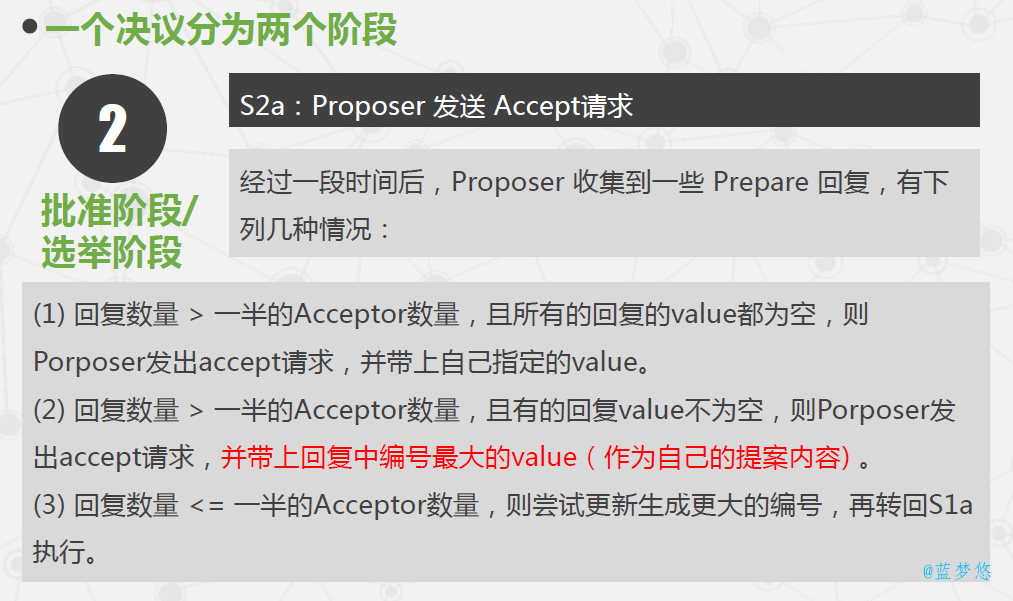 一个决议分为两个阶段
2
批准阶段/
选举阶段
S2a：Proposer 发送 Accept请求
经过一段时间后，Proposer 收集到一些 Prepare 回复，有下
列几种情况：
(1) 回复数量 > 一半的Acceptor数量，且所有的回复的value都为空，则
Porposer发出accept请求，并带上自己指定的value。
(2) 回复数量 > 一半的Acceptor数量，且有的回复value不为空，则Porposer发
出accept请求，并带上回复中编号最大的value（作为自己的提案内容) 。
(3) 回复数量 <= 一半的Acceptor数量，则尝试更新生成更大的编号，再转回S1a
执行。
@蓝梦悠